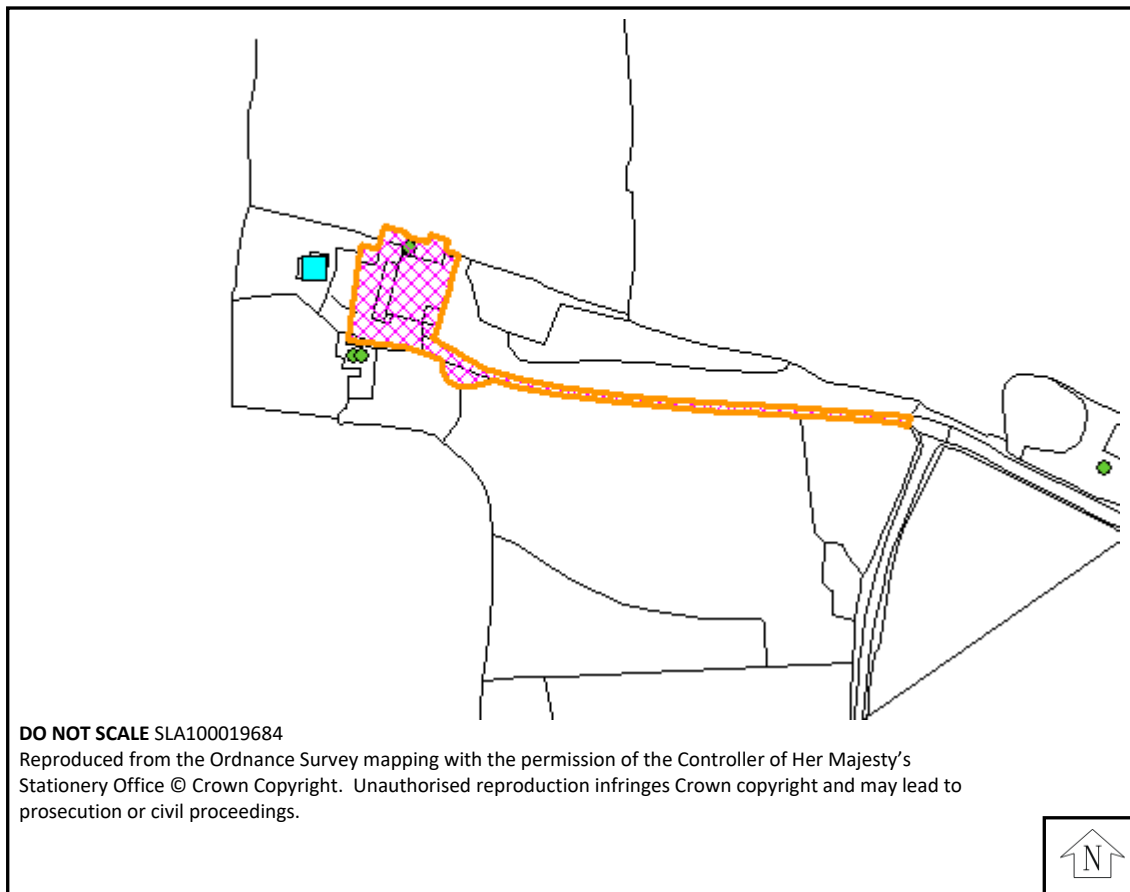 DO NOT SCALE SLA100019684
Reproduced from the Ordnance Survey mapping with the permission of the Controller of Her Majesty’s
Stationery Office © Crown Copyright. Unauthorised reproduction infringes Crown copyright and may lead to
prosecution or civil proceedings.
N